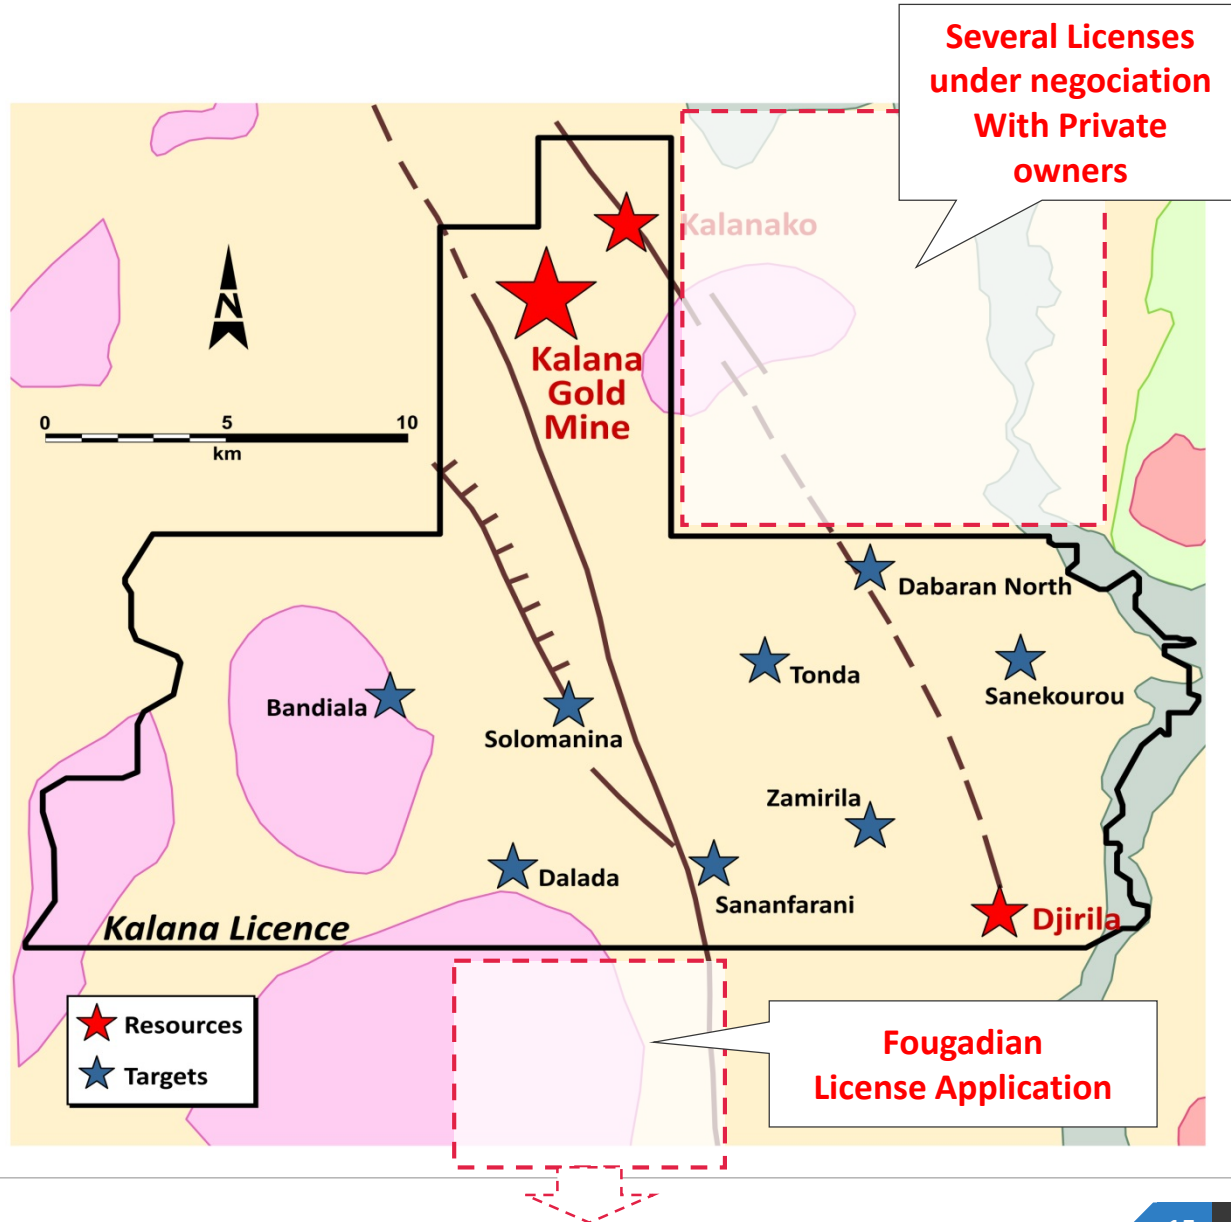 Several Licenses
under negociation
With Private
owners
Kalanako
N
Kalana
Gold
Mine
0 5 10
km
Dabaran North
Tonda
Sanekourou
Bandiala
Solomanina
Zamirila
Dalada
Sananfarani
Djirila
Kalana Licence
Resources
Targets
Fougadian
License Application